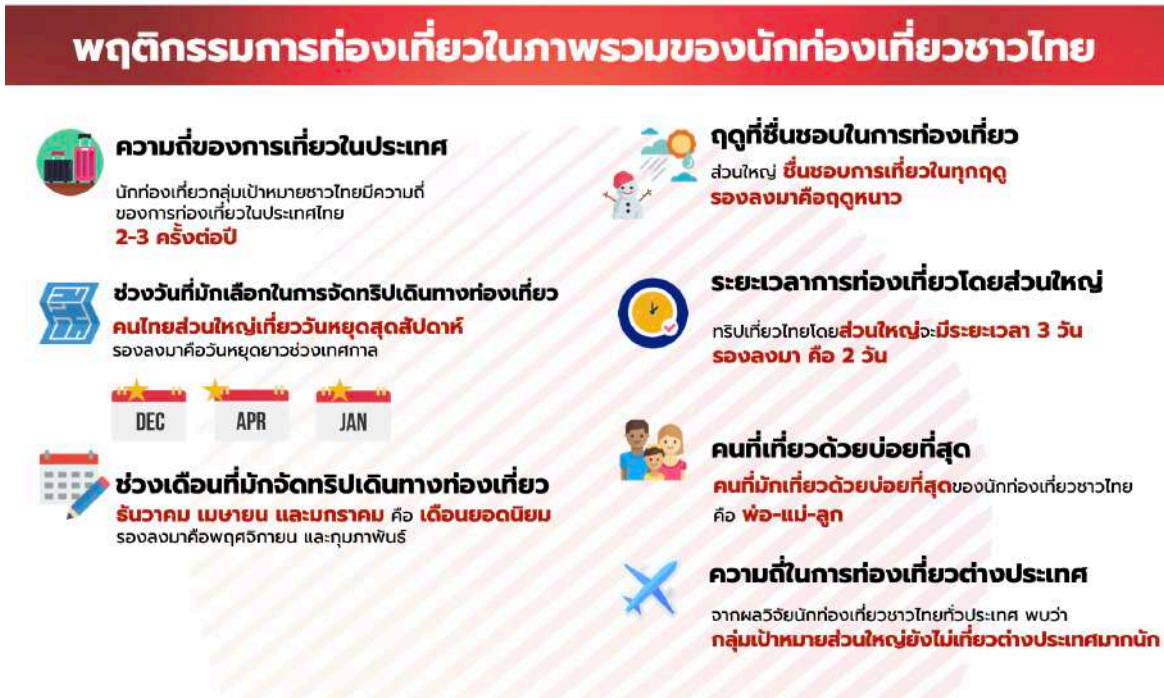 พฤติกรรมการท่องเที่ยวในภาพรวมของนักท่องเที่ยวชาวไทย
ความถี่ของการเที่ยวในประเทศ
นักท่องเที่ยวกลุ่มเป้าหมายชาวไทยมีความถี่
ของการท่องเที่ยวในประเทศไทย
2-3 ครั้งต่อปี
ช่วงวันที่มักเลือกในการจัดทริปเดินทางท่องเที่ยว
คนไทยส่วนใหญ่เที่ยววันหยุดสุดสัปดาห์
รองลงมาคือวันหยุดยาวช่วงเทศกาล
DEC APR JAN
ช่วงเดือนที่มักจัดทริปเดินทางท่องเที่ยว
ธันวาคม เมษายน และมกราคม คือ เดือนยอดนิยม
รองลงมาคือพฤศจิกายน และกุมภาพันธ์
ฤดูที่ชื่นชอบในการท่องเที่ยว
ส่วนใหญ่ ชื่นชอบการเที่ยวในทุกฤดู
รองลงมาคือฤดูหนาว
ระยะเวลาการท่องเที่ยวโดยส่วนใหญ่
ทริปเที่ยวไทยโดยส่วนใหญ่จะมีระยะเวลา 3 วัน
รองลงมา คือ 2 วัน
คนที่เที่ยวด้วยบ่อยที่สุด
คนที่มักเที่ยวด้วยบ่อยที่สุดของนักท่องเที่ยวชาวไทย
คือ พ่อ-แม่-ลูก
ความถี่ในการท่องเที่ยวต่างประเทศ
จากผลวิจัยนักท่องเที่ยวชาวไทยทั่วประเทศ พบว่า
กลุ่มเป้าหมายส่วนใหญ่ยังไม่เที่ยวต่างประเทศมากนัก